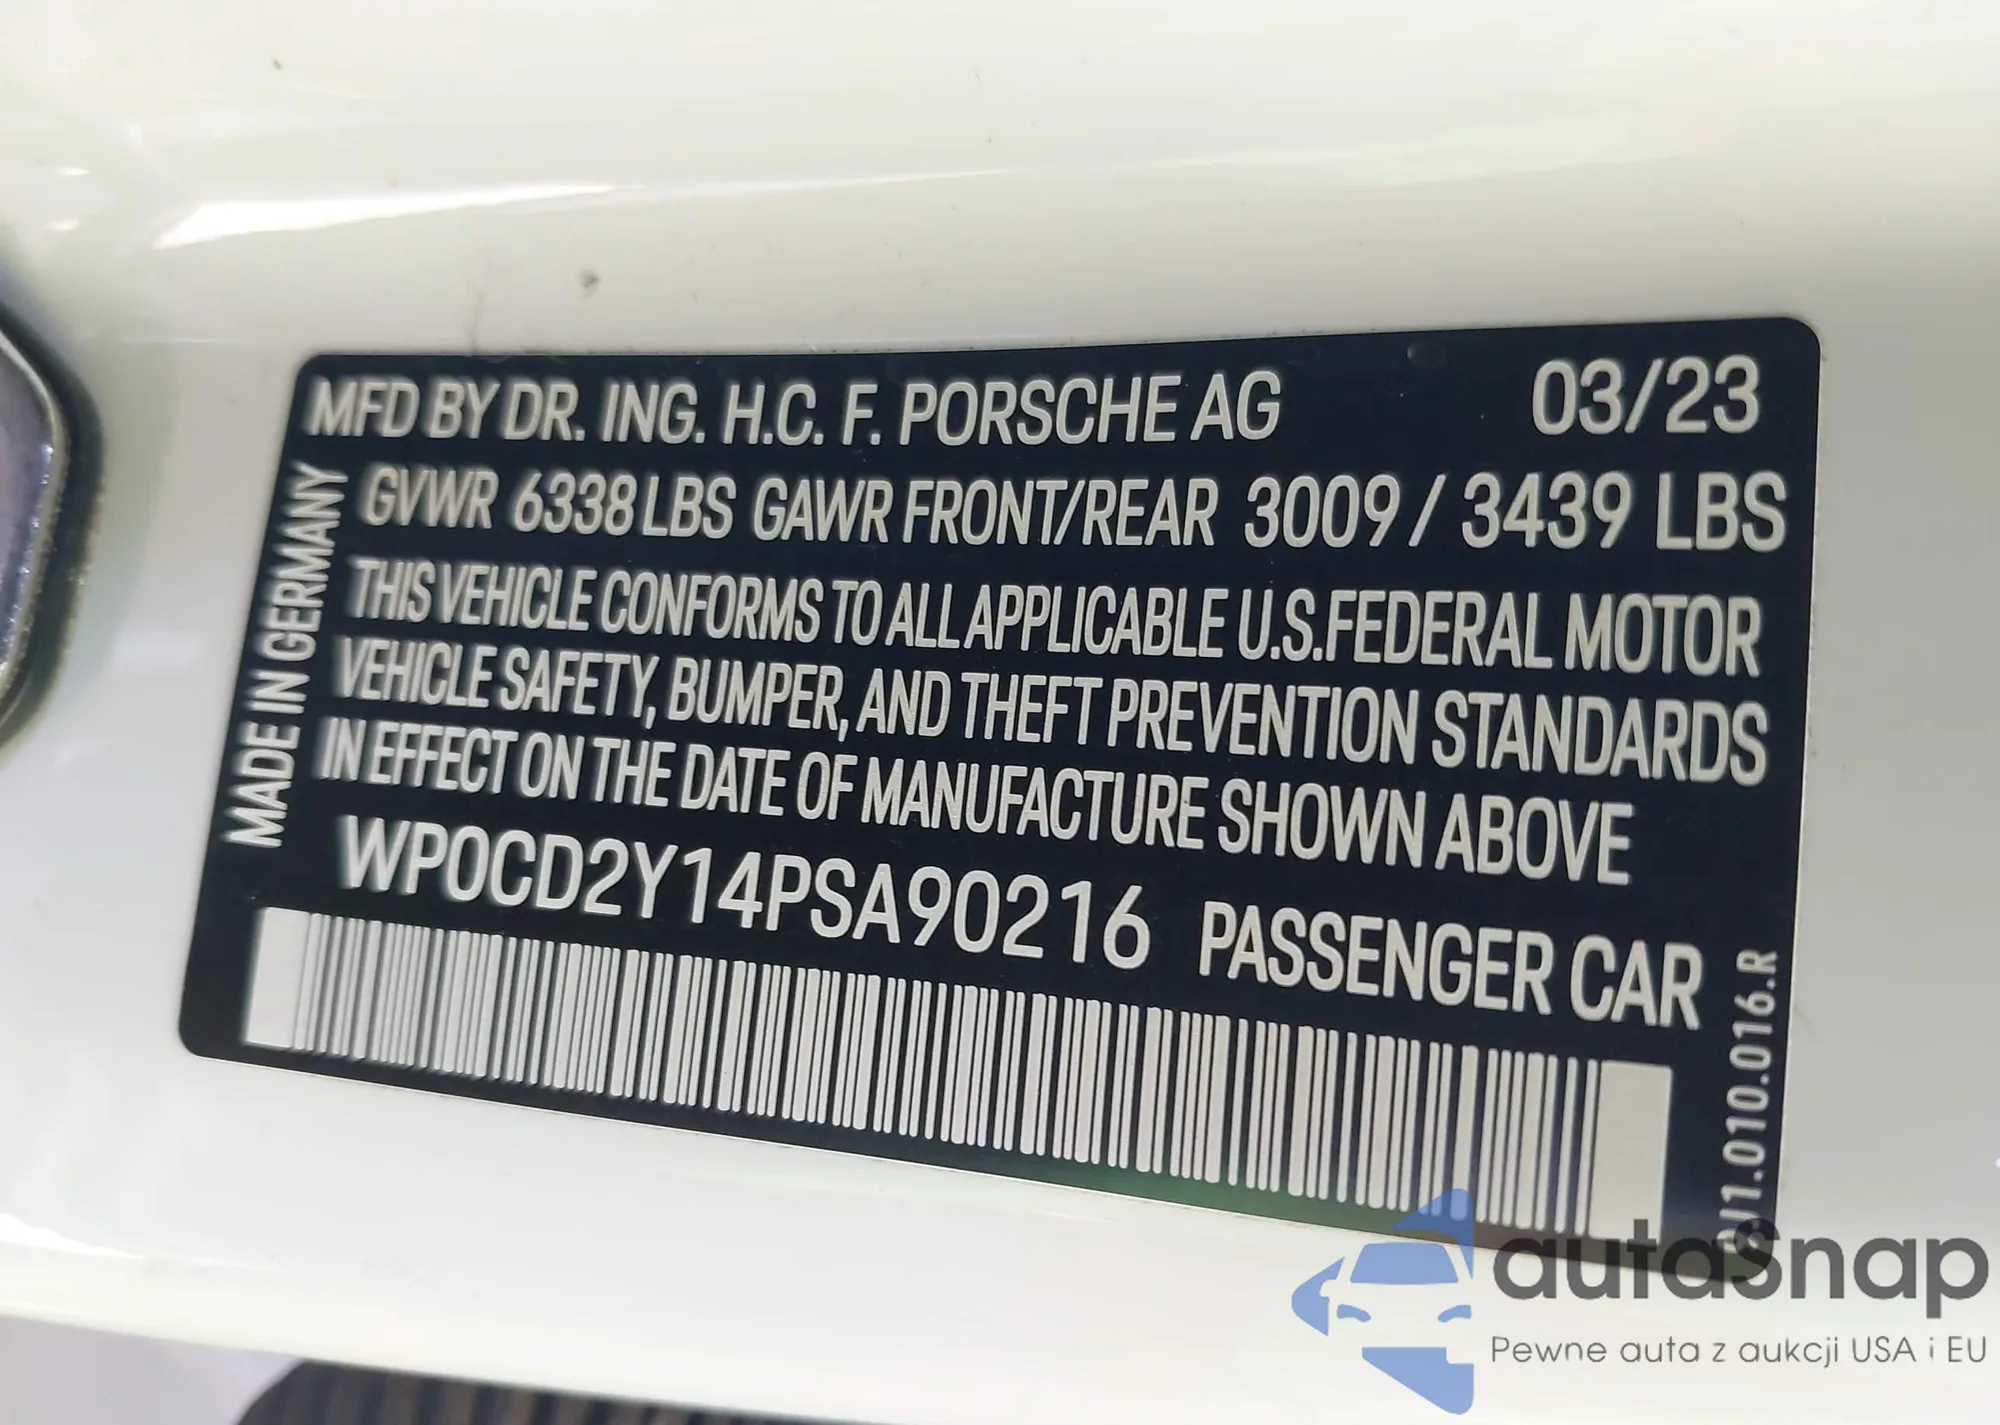 MFD BY DR. ING. H.C. F. PORSCHE AG 03/23
GVWR 6338 LBS GAWR FRONT/REAR 3009 / 3439 LBS
THIS VEHICLE CONFORMS TO ALL APPLICABLE U.S.FEDERAL MOTOR
VEHICLE SAFETY, BUMPER, AND THEFT PREVENTION STANDARDS
IN EFFECT ON THE DATE OF MANUFACTURE SHOWN ABOVE
WP0CD2Y14PSA90216 PASSENGER CAR
MADE IN GERMANY
autasnap
Pewne auta z aukcji USA i EU